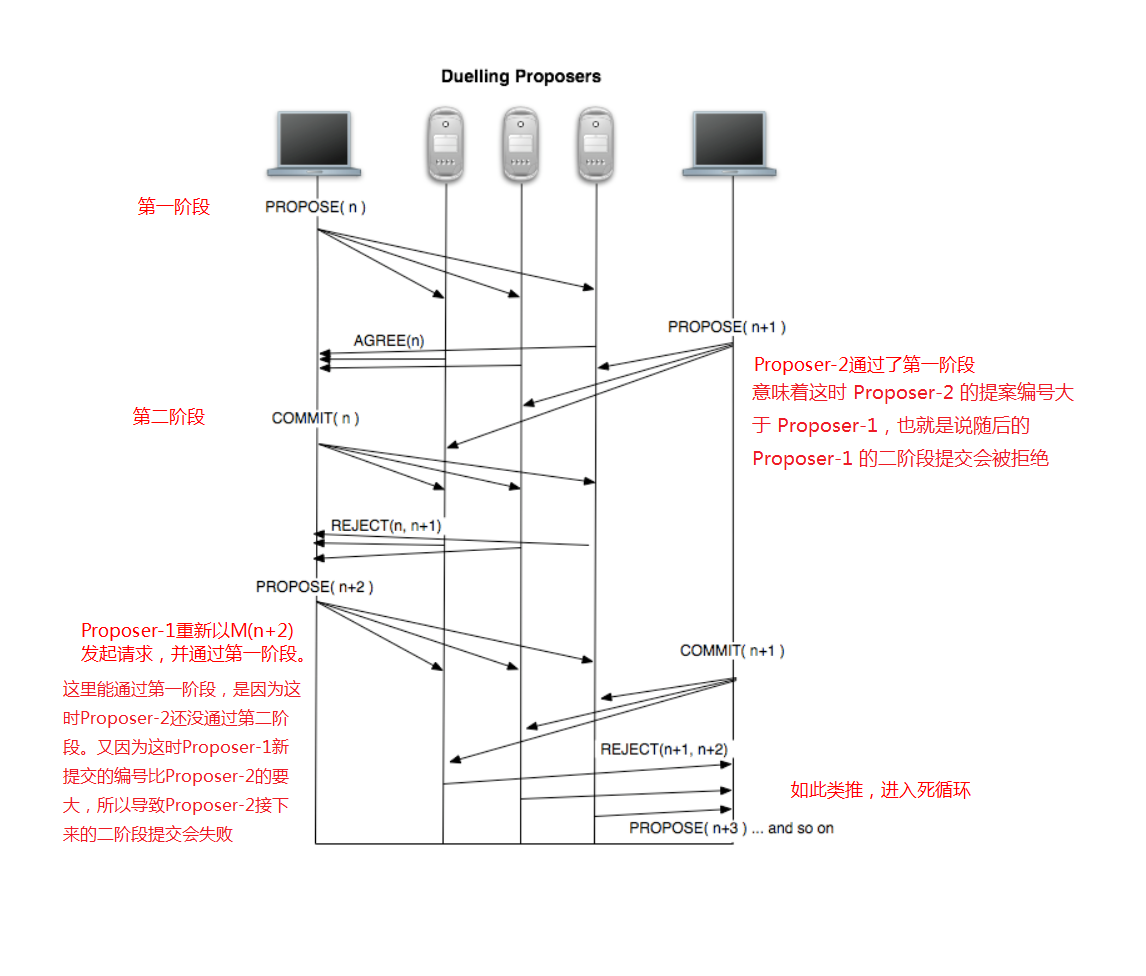 Duelling Proposers
第一阶段
PROPOSE( n )
PROPOSE( n+1 )
AGREE(n)
Proposer-2通过了第一阶段
意味着这时 Proposer-2 的提案编号大
于 Proposer-1，也就是说随后的
Proposer-1 的二阶段提交会被拒绝
第二阶段
COMMIT( n )
REJECT(n, n+1)
PROPOSE( n+2 )
Proposer-1重新以M(n+2)
发起请求，并通过第一阶段。
这里能通过第一阶段，是因为这
时Proposer-2还没通过第二阶
段。又因为这时Proposer-1新
提交的编号比Proposer-2的要
大，所以导致Proposer-2接下
来的二阶段提交会失败
COMMIT( n+1 )
REJECT(n+1, n+2)
如此类推，进入死循环
PROPOSE( n+3 ) ... and so on